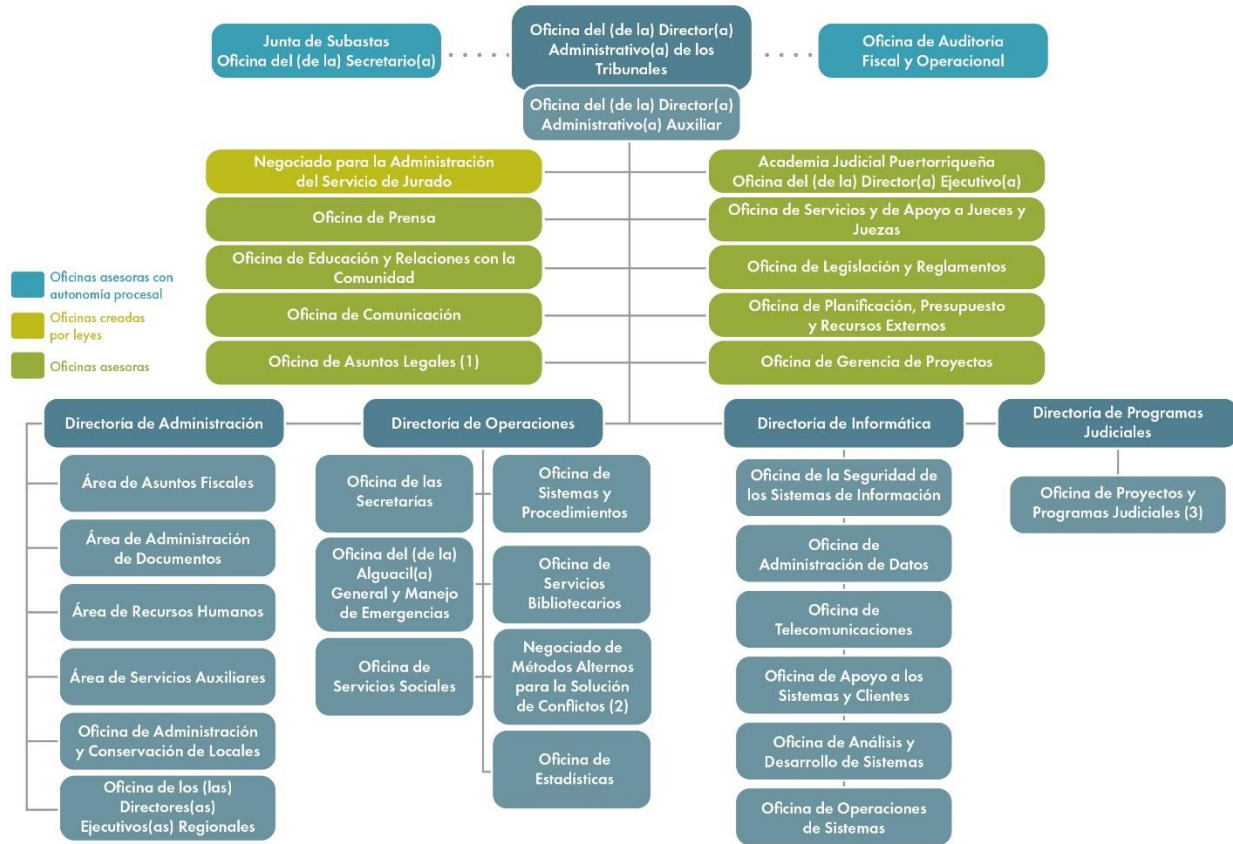 Junta de Subastas
Oficina del (de la) Secretario(a)
Oficina del (de la) Director(a)
Administrativo(a) de los
Tribunales
Oficina de Auditoría
Fiscal y Operacional
Oficina del (de la) Director(a)
Administrativo(a) Auxiliar
Negociado para la Administración
del Servicio de Jurado
Academia Judicial Puertorriqueña
Oficina del (de la) Director(a) Ejecutivo(a)
Oficina de Prensa
Oficina de Servicios y de Apoyo a Jueces y
Juezas
Oficina de Educación y Relaciones con la
Comunidad
Oficina de Legislación y Reglamentos
Oficina de Comunicación
Oficina de Planificación, Presupuesto
y Recursos Externos
Oficina de Asuntos Legales (1)
Oficina de Gerencia de Proyectos
Oficinas asesoras con
autonomía procesal
Oficinas creadas
por leyes
Oficinas asesoras
Directoría de Administración
Área de Asuntos Fiscales
Área de Administración
de Documentos
Área de Recursos Humanos
Área de Servicios Auxiliares
Oficina de Administración
y Conservación de Locales
Oficina de los (las)
Directores(as)
Ejecutivos(as) Regionales
Directoría de Operaciones
Oficina de las
Secretarías
Oficina del (de la)
Alguacil(a)
General y Manejo
de Emergencias
Oficina de
Servicios Sociales
Oficina de
Sistemas y
Procedimientos
Oficina de
Servicios
Bibliotecarios
Negociado de
Métodos Alternos
para la Solución
de Conflictos (2)
Oficina de
Estadísticas
Directoría de Informática
Oficina de la Seguridad de
los Sistemas de Información
Oficina de
Administración de Datos
Oficina de
Telecomunicaciones
Oficina de Apoyo a los
Sistemas y Clientes
Oficina de Análisis y
Desarrollo de Sistemas
Oficina de Operaciones
de Sistemas
Directoría de Programas
Judiciales
Oficina de Proyectos y
Programas Judiciales (3)